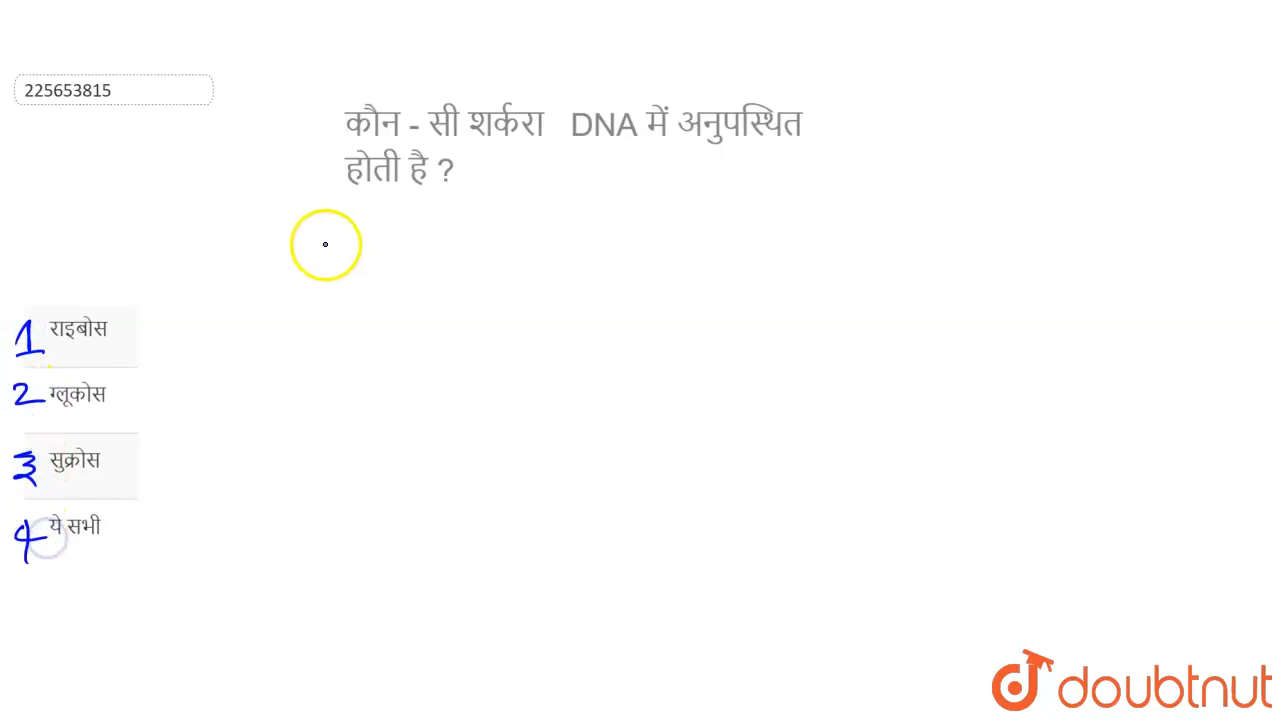 225653815
कौन - सी शर्करा DNA में अनुपस्थित
होती है ?
1 राइबोस
2 ग्लूकोस
3 सुक्रोस
4 ये सभी
doubtnut